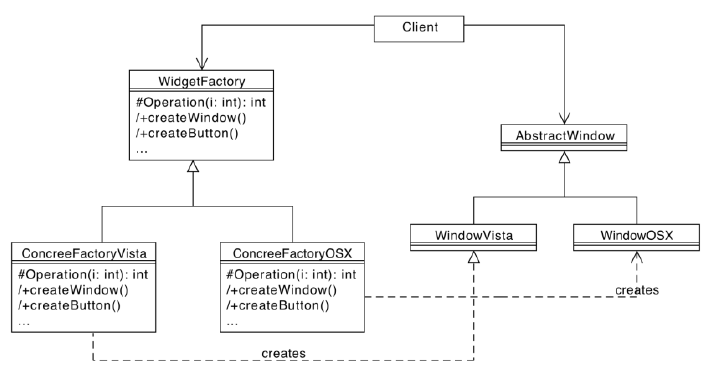 Client
WidgetFactory
#Operation(i: int): int
/+createWindow()
/+createButton()
...
AbstractWindow
ConcreeFactoryVista
#Operation(i: int): int
/+createWindow()
/+createButton()
...
ConcreeFactoryOSX
#Operation(i: int): int
/+createWindow()
/+createButton()
...
WindowVista
WindowOSX
creates
creates